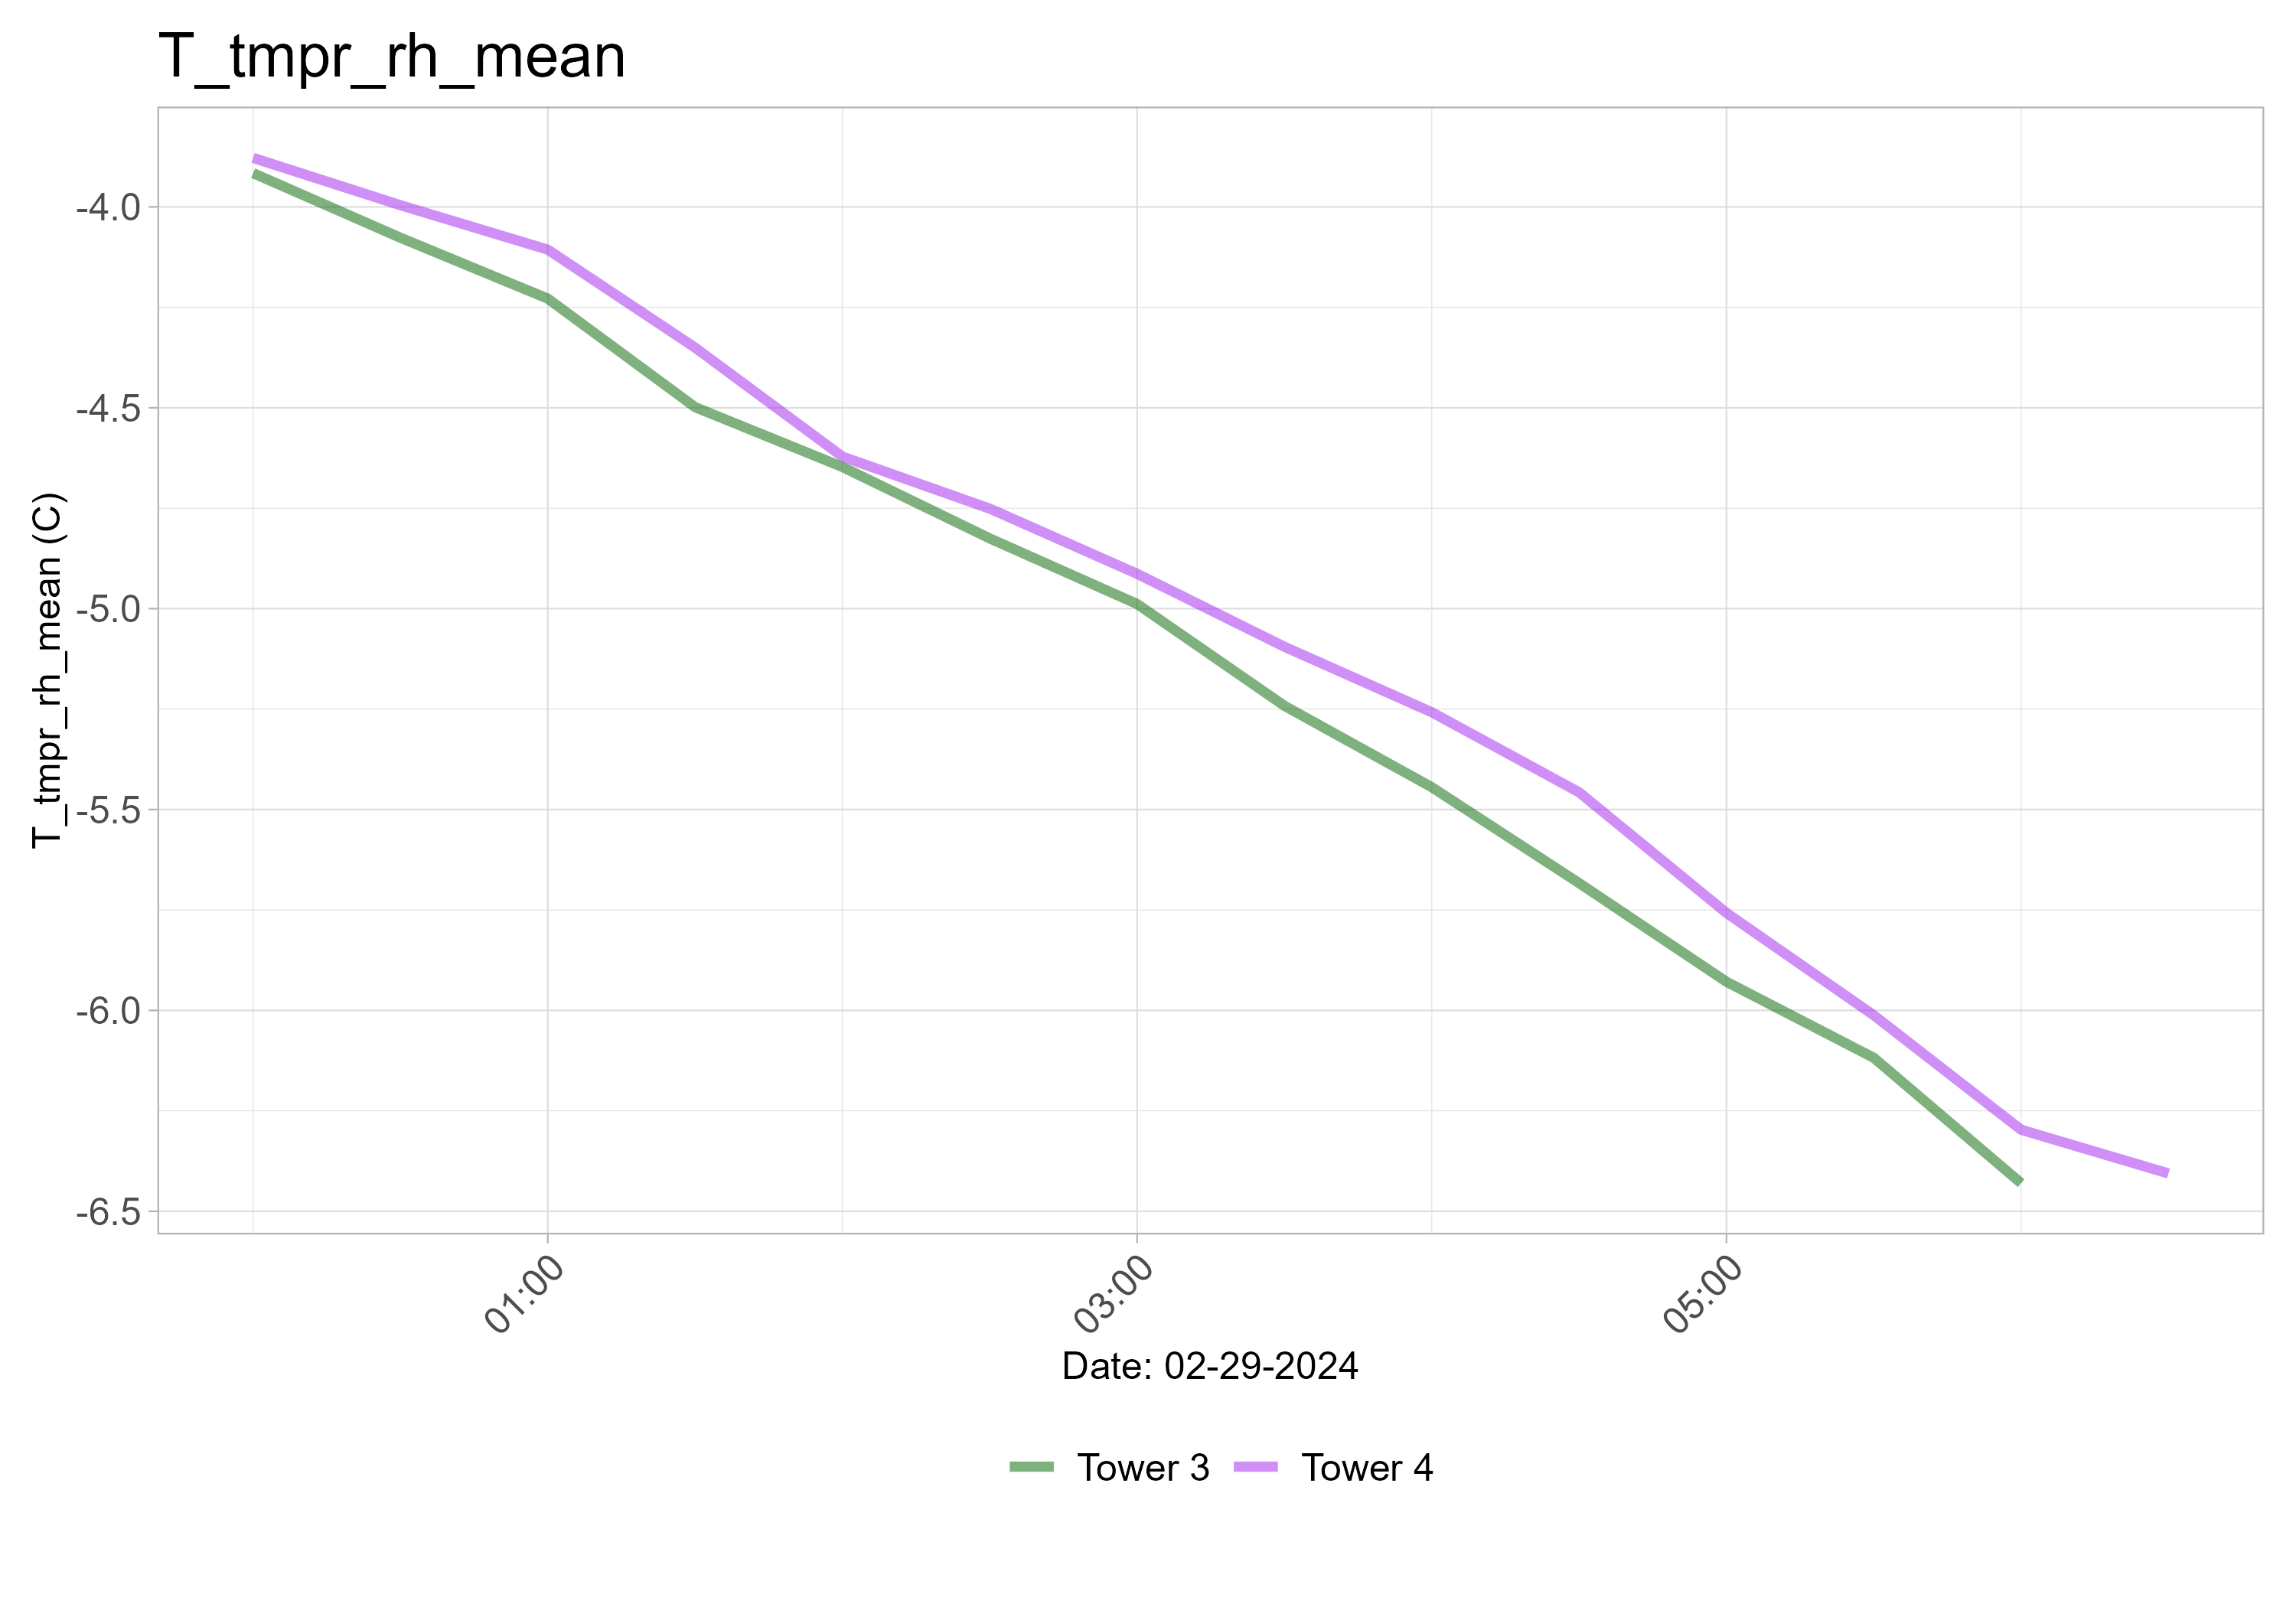 T_tmpr_rh_mean
T_tmpr_rh_mean (C)
-4.0
-4.5
-5.0
-5.5
-6.0
-6.5
01:00
03:00
05:00
Date: 02-29-2024
Tower 3
Tower 4